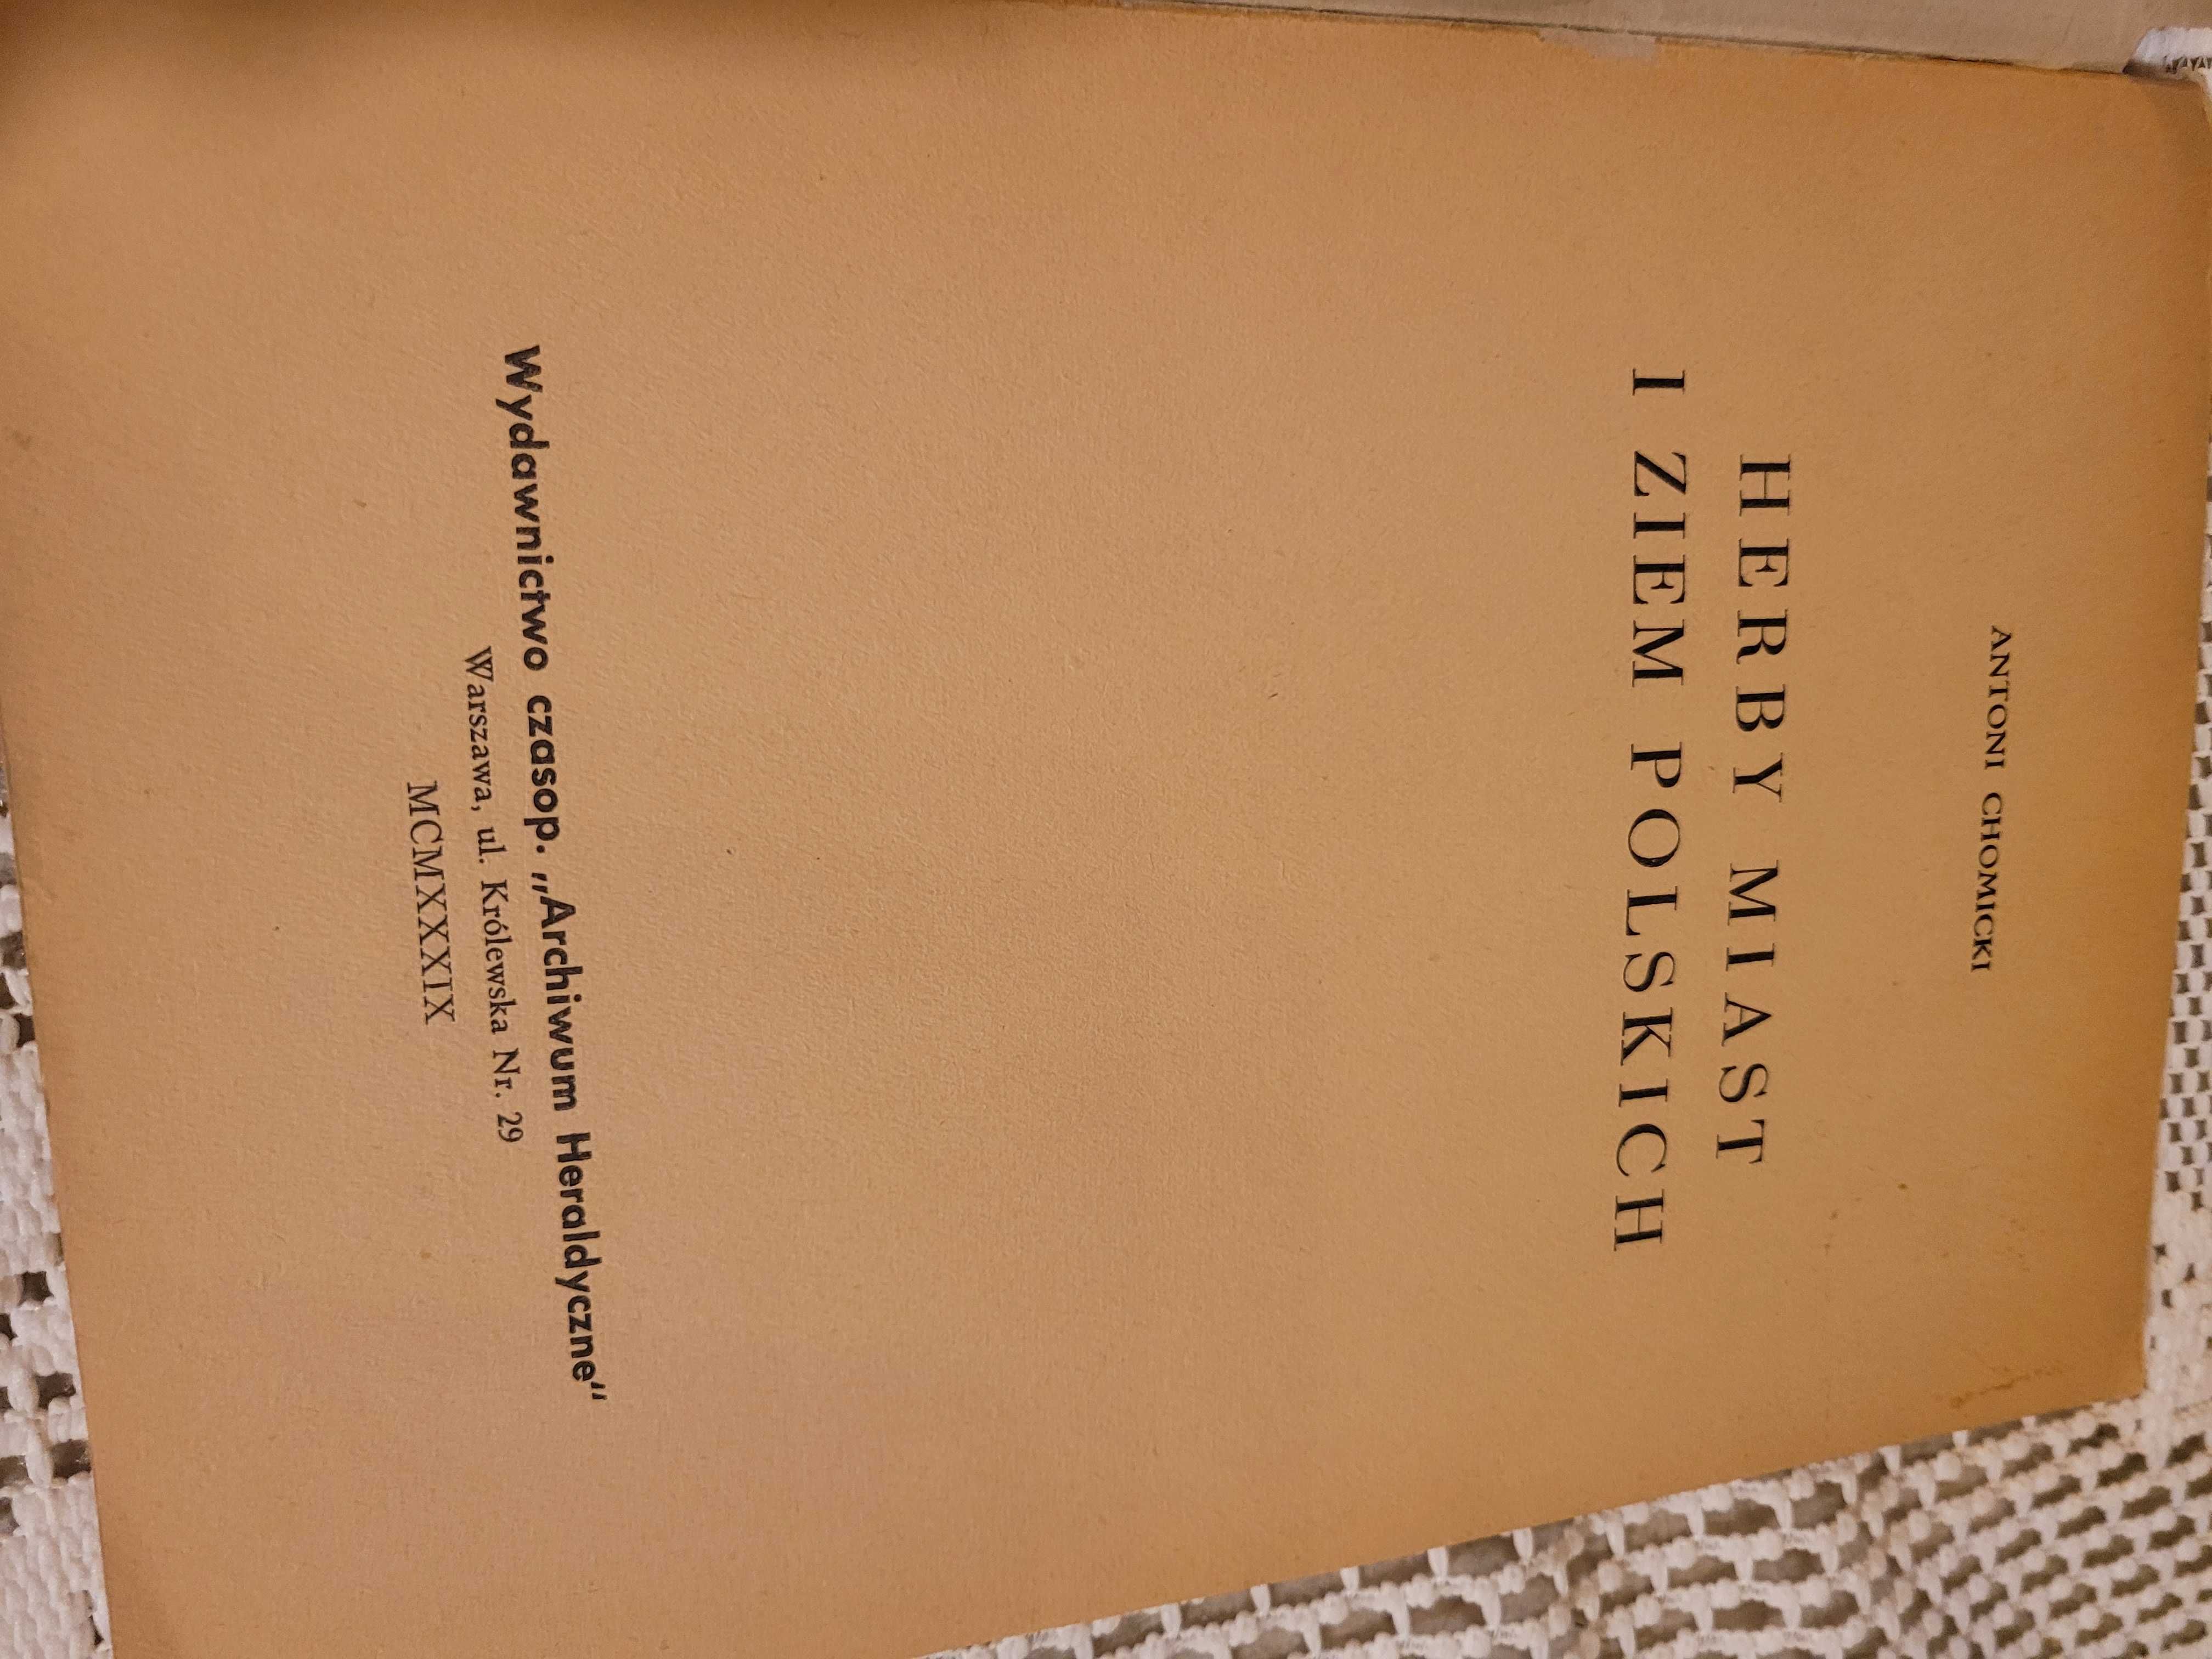 ANTONI CHOMICKI
HERBY MIAST
I ZIEM POLSKICH
Wydawnictwo czasop. „Archiwum Heraldyczne“
Warszawa, ul. Królewska Nr. 29
MCMXXXIX